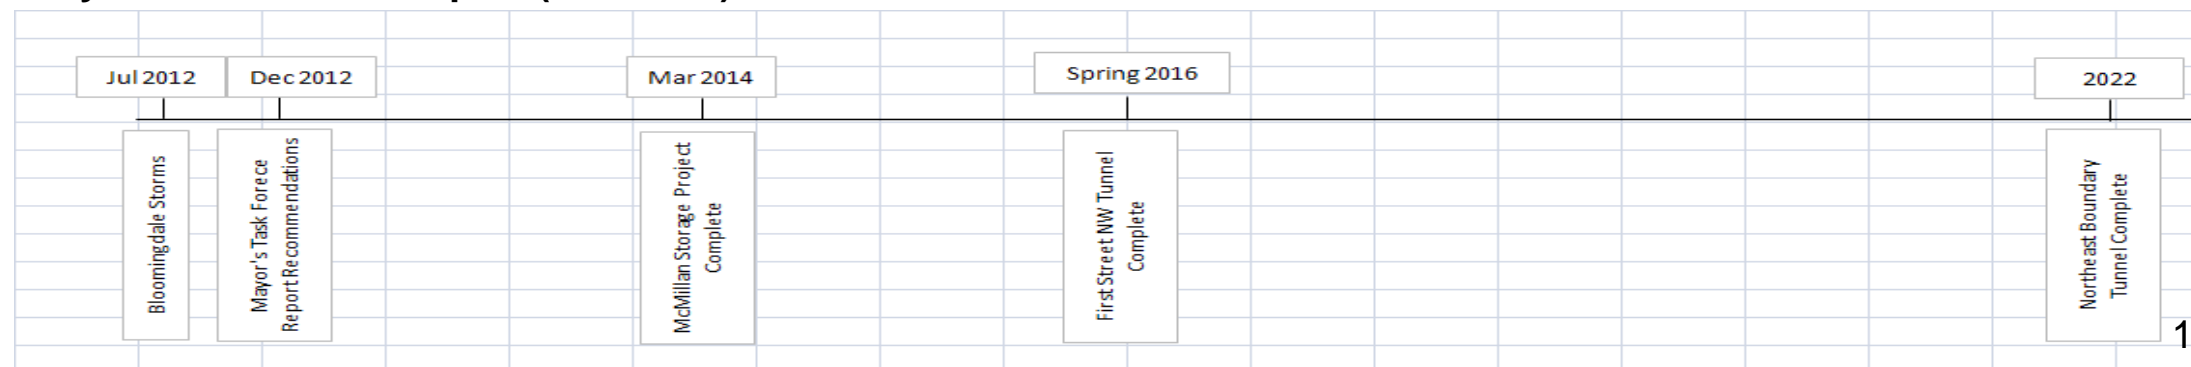 Jul 2012
Dec 2012
Mar 2014
Spring 2016
2022
Bloomingdale Storms
Mayor's Task Forece
Report Recommendations
McMillan Storage Project
Complete
First Street NW Tunnel
Complete
Northeast Boundary
Tunnel Complete
1